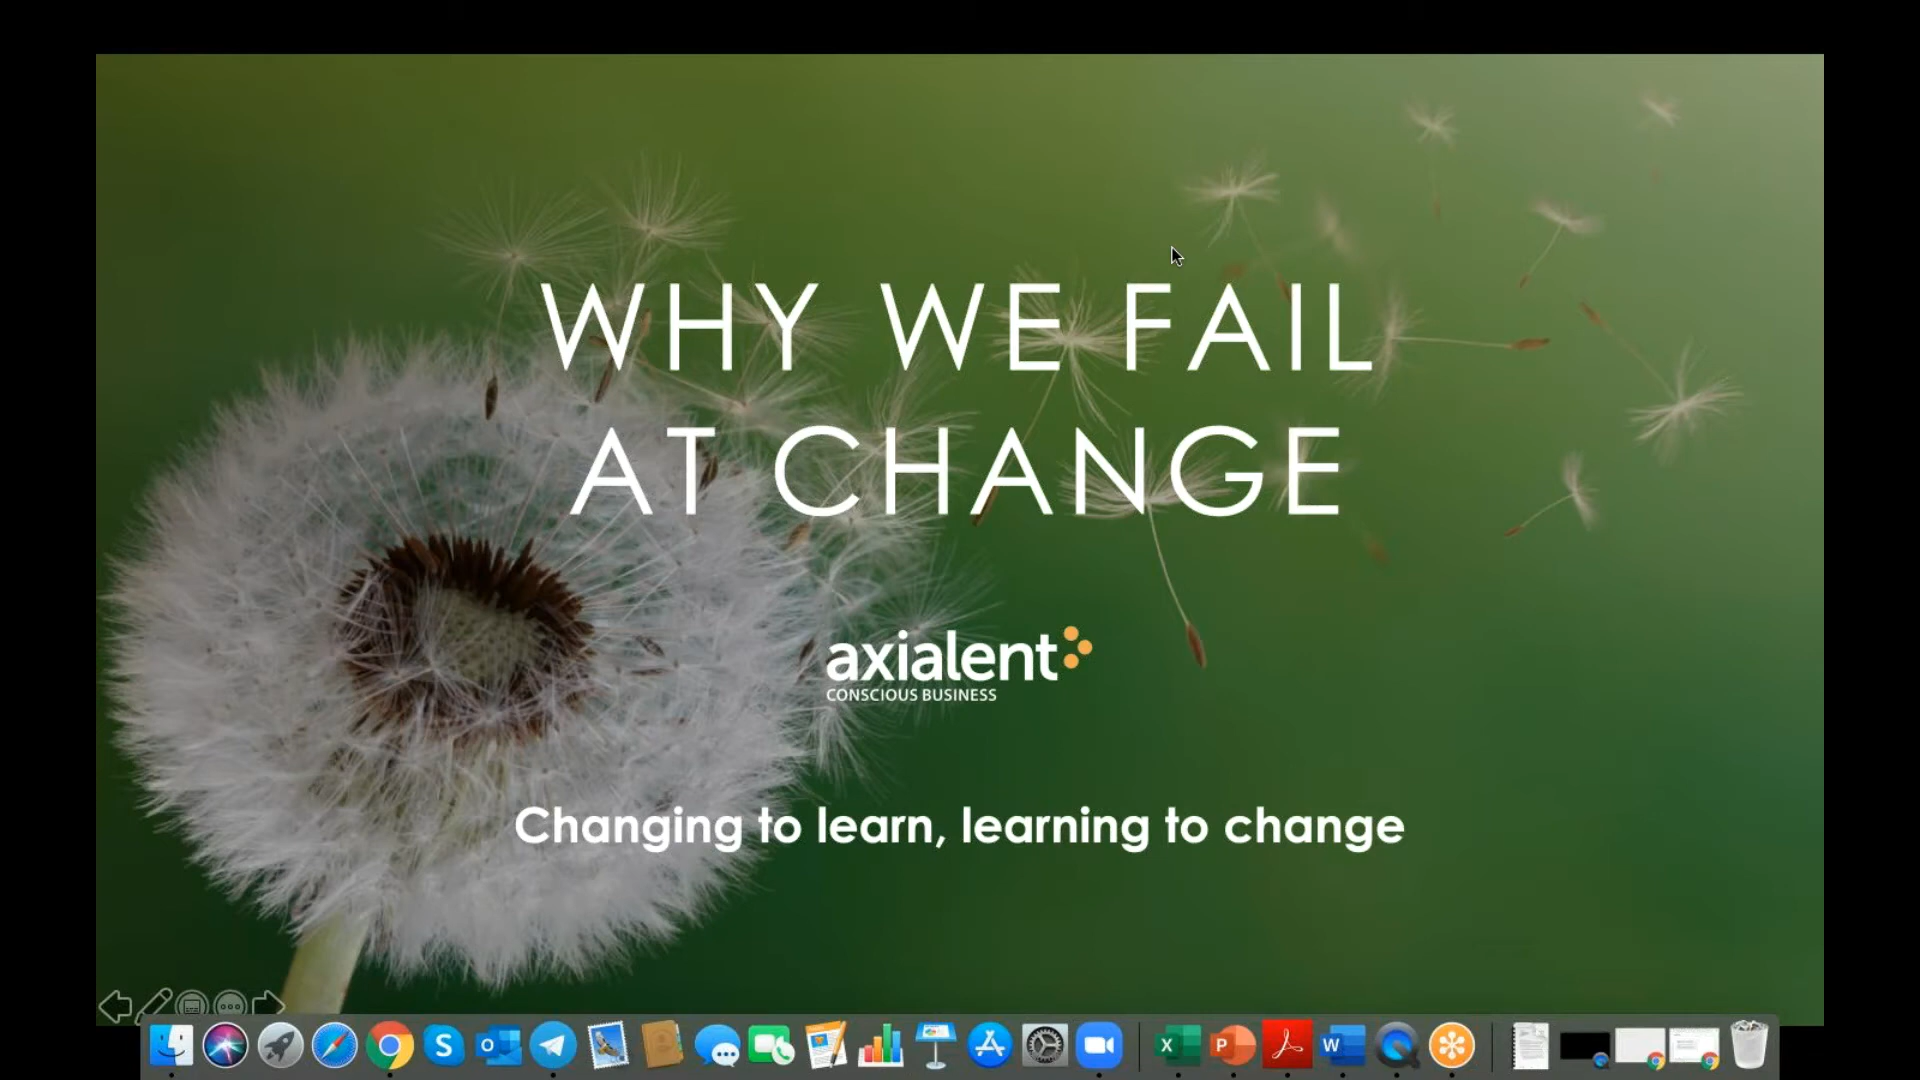 WHY WE FAIL
AT CHANGE
axialent
CONSCIOUS BUSINESS
Changing to learn, learning to change